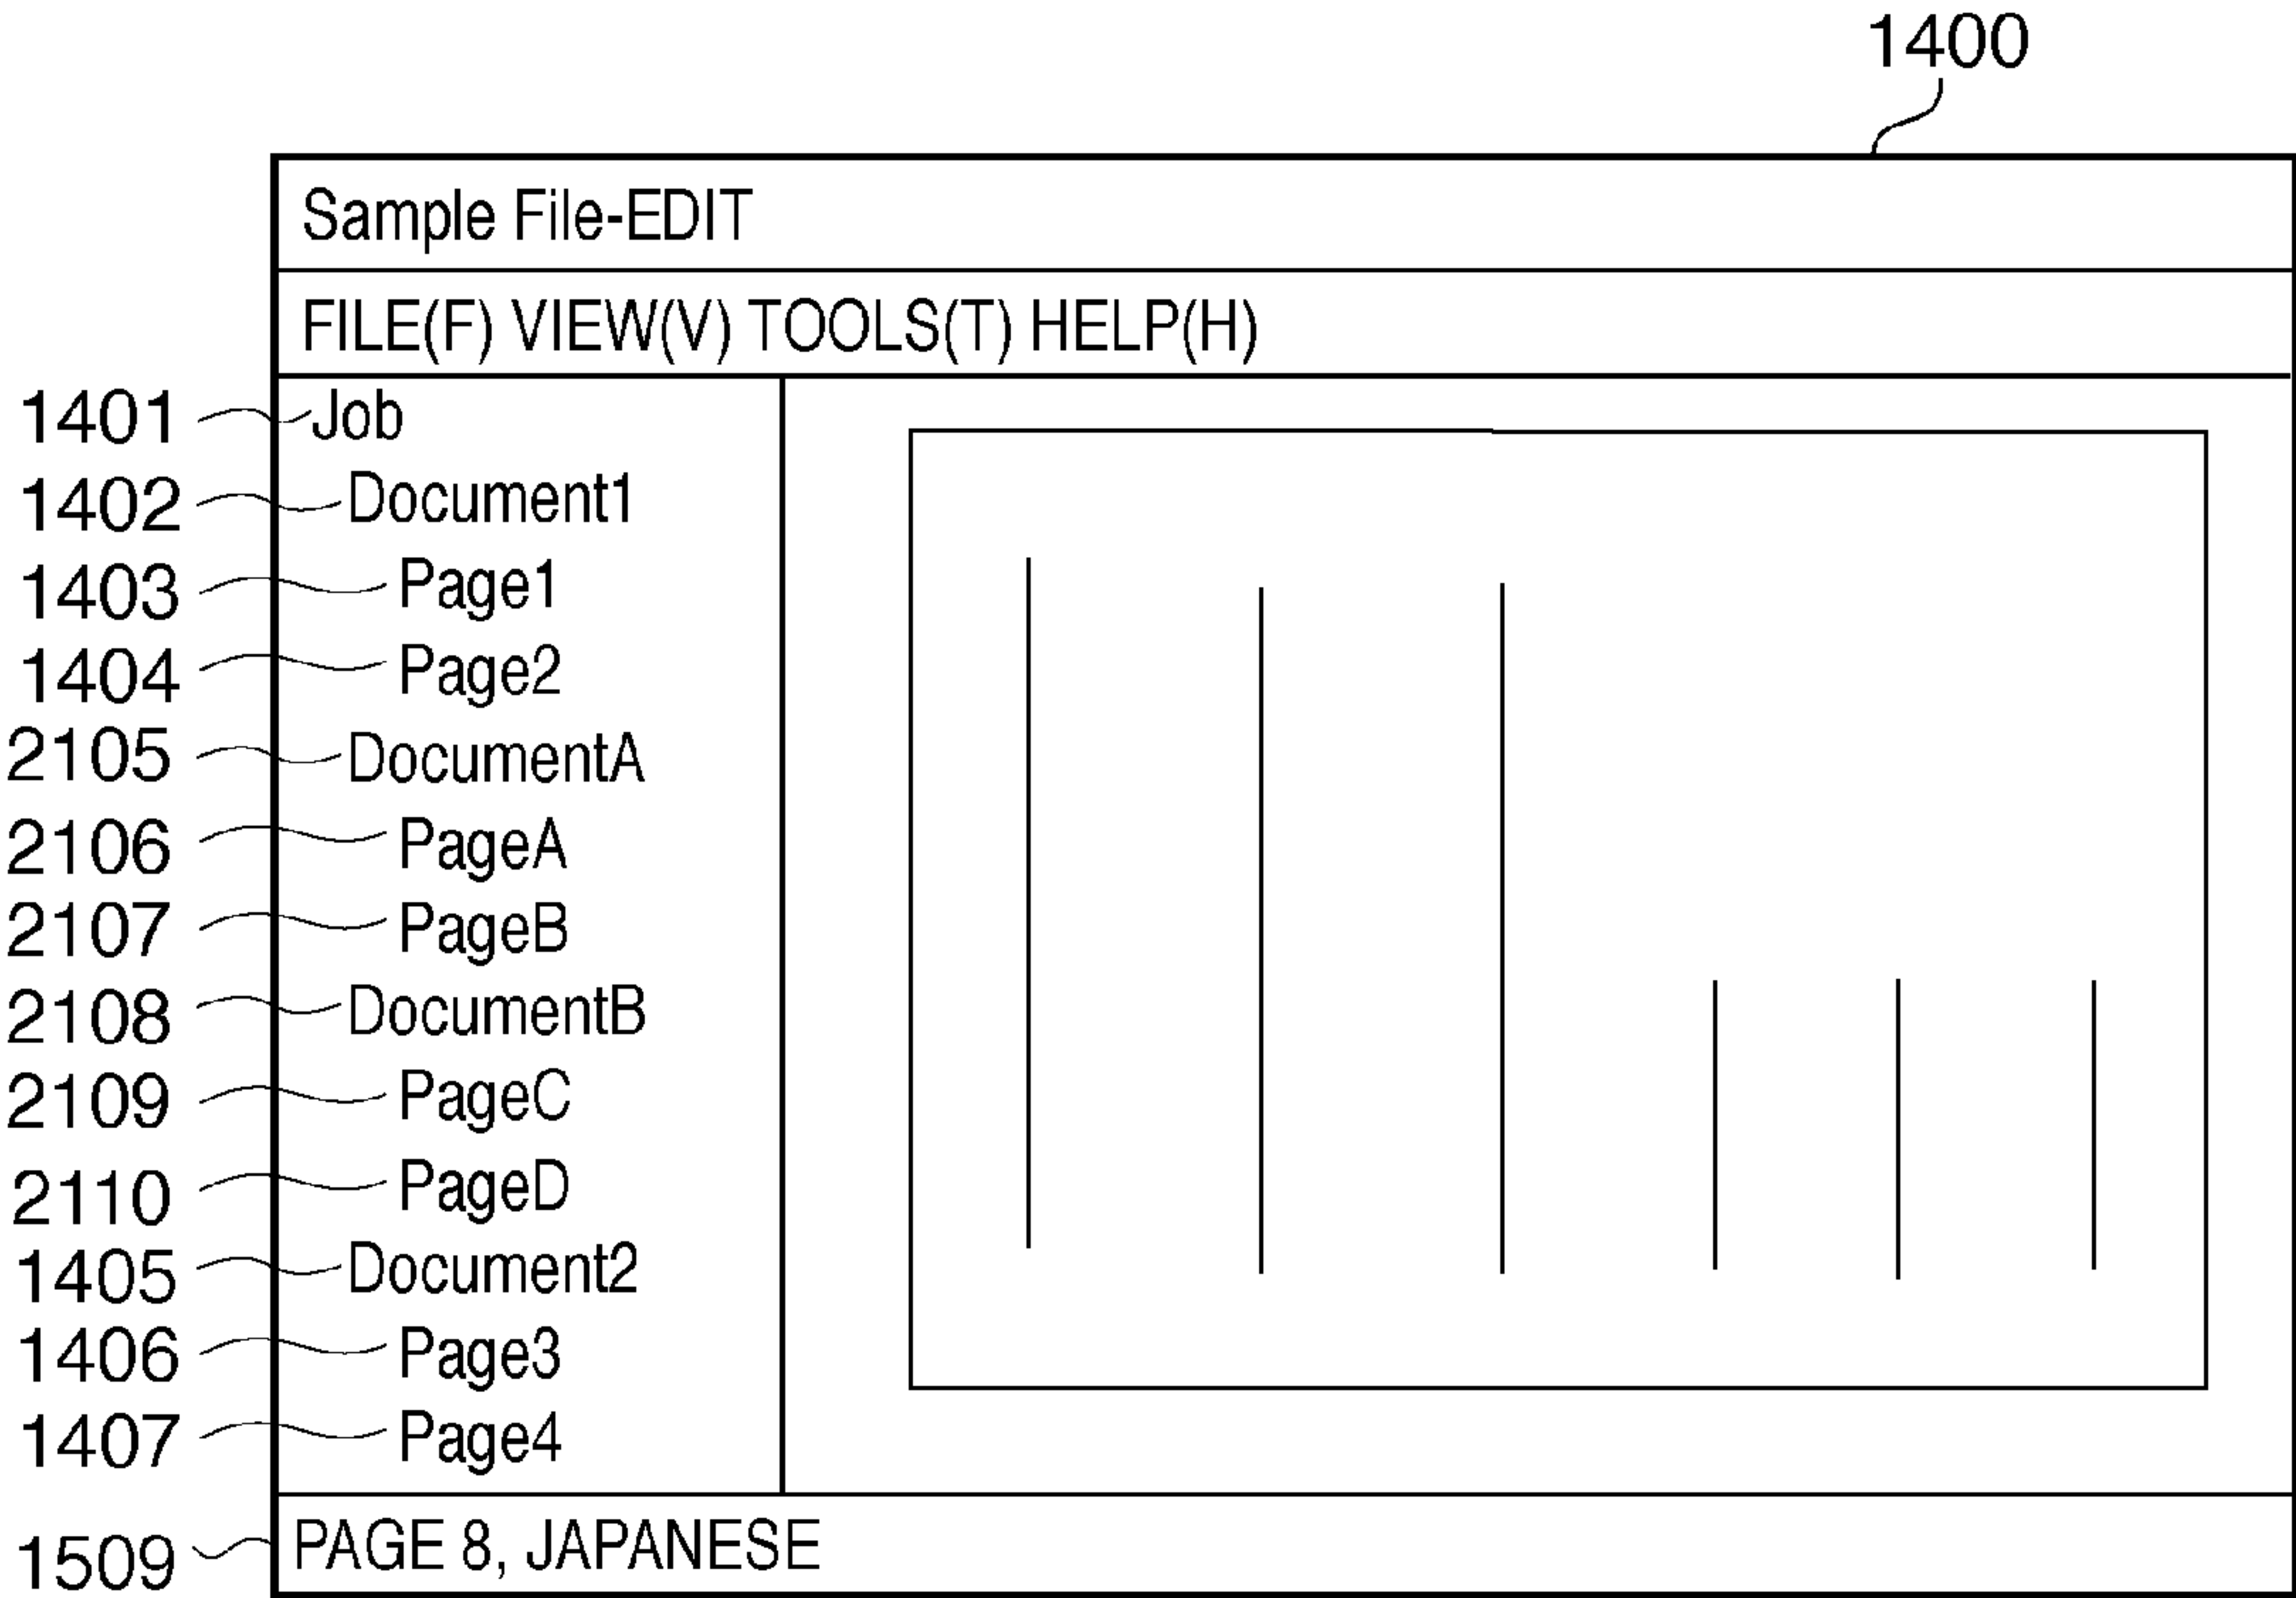 1400
Sample File-EDIT
FILE(F) VIEW(V) TOOLS(T) HELP(H)
1401 Job
1402 Document1
1403 Page1
1404 Page2
2105 DocumentA
2106 PageA
2107 PageB
2108 DocumentB
2109 PageC
2110 PageD
1405 Document2
1406 Page3
1407 Page4
1509 PAGE 8, JAPANESE